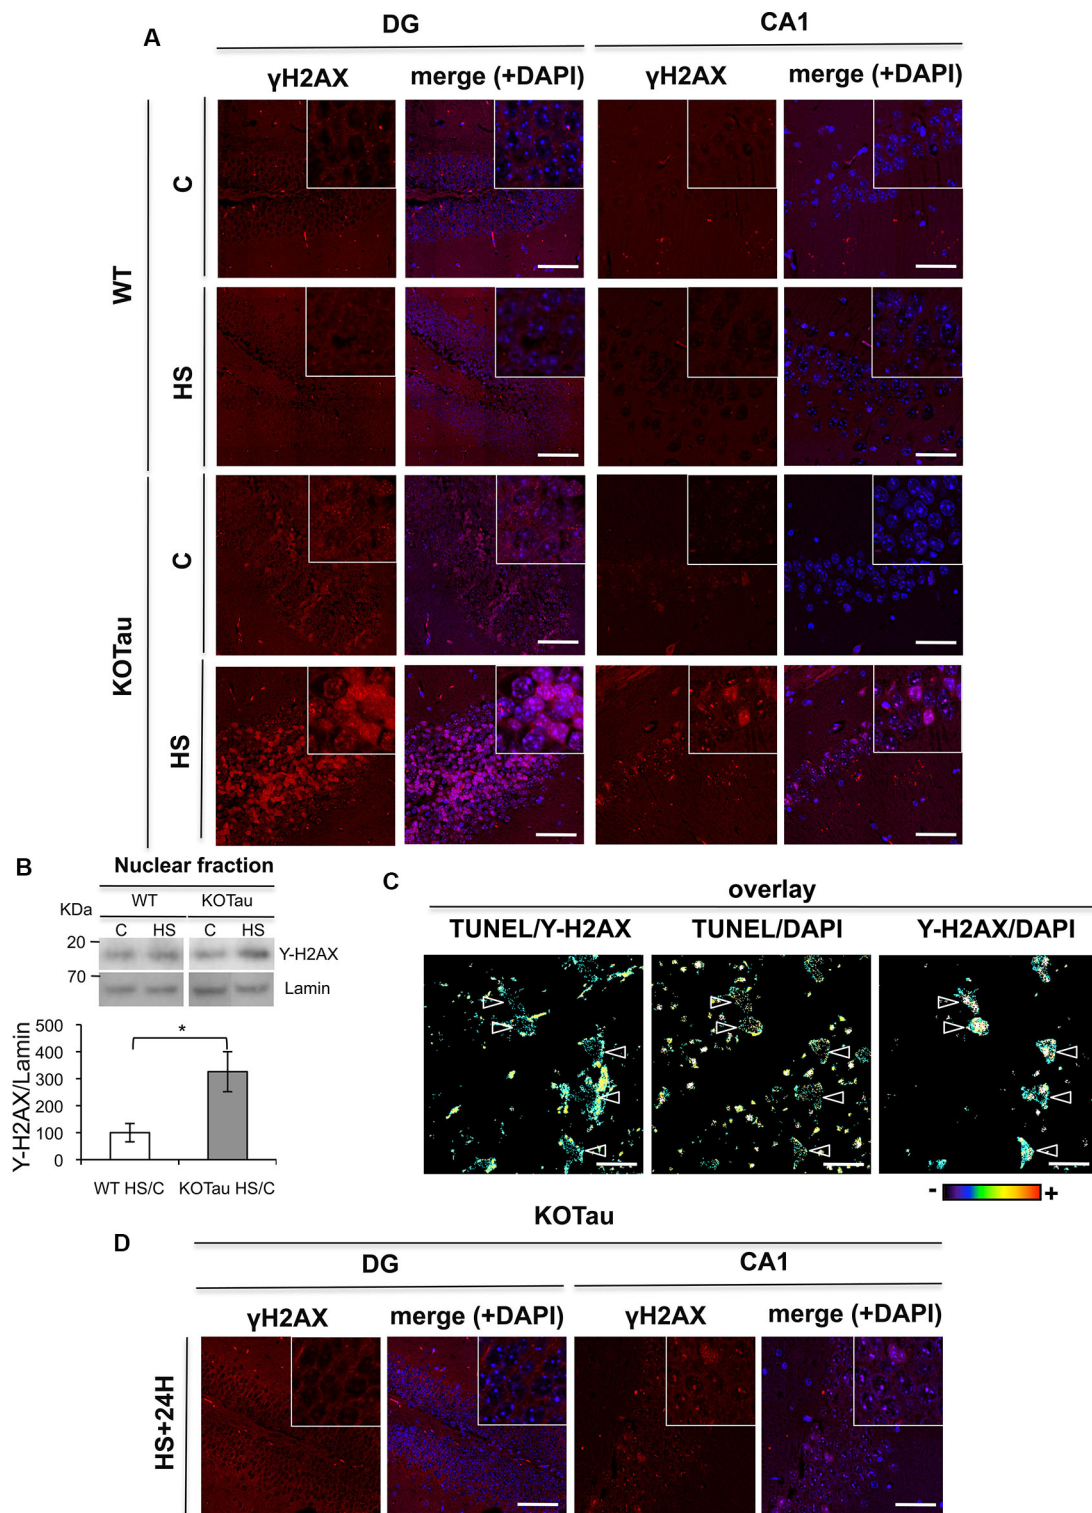 A
DG
CA1
γH2AX
merge (+DAPI)
γH2AX
merge (+DAPI)
WT
C
HS
KOTau
C
HS
B
Nuclear fraction
WT
KOTau
KDa
C
HS
C
HS
20
Y-H2AX
70
Lamin
Y-H2AX/Lamin
500
400
300
200
100
0
*
WT HS/C
KOTau HS/C
C
overlay
TUNEL/Y-H2AX
TUNEL/DAPI
Y-H2AX/DAPI
-
+
KOTau
D
DG
CA1
γH2AX
merge (+DAPI)
γH2AX
merge (+DAPI)
HS+24H